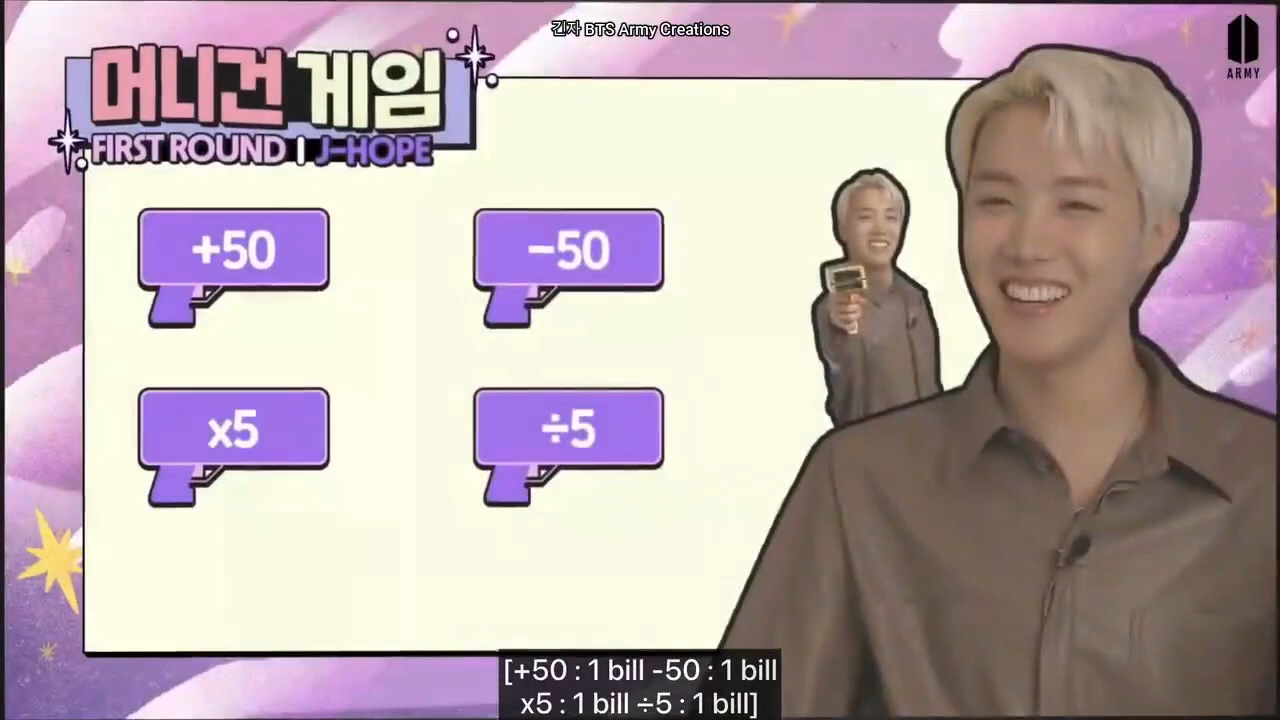 긴자 BTS Army Creations
ARMY
머니건 게임
FIRST ROUND | J-HOPE
+50
-50
x5
÷5
[+50 : 1 bill -50 : 1 bill
x5 : 1 bill ÷5 : 1 bill]